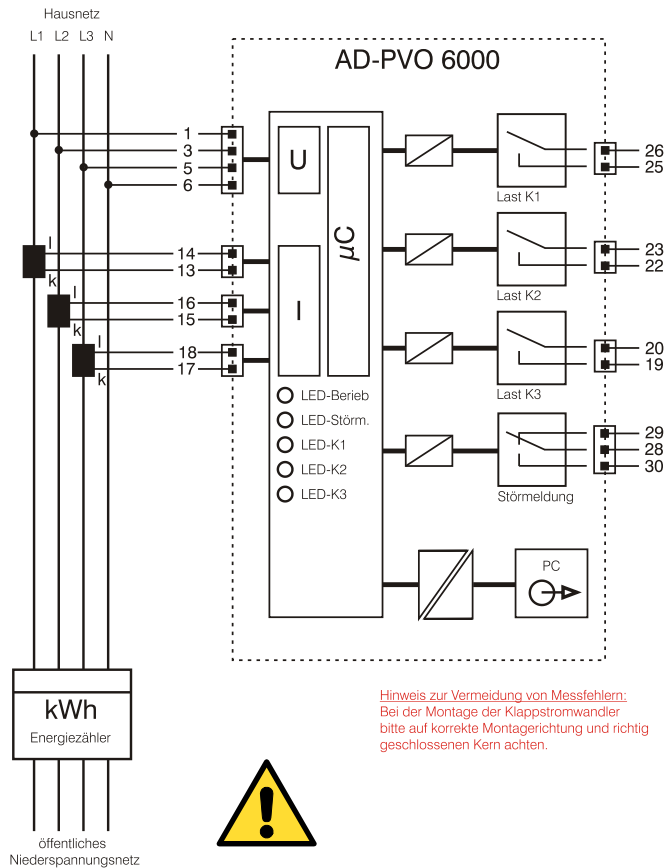 Hausnetz
L1 L2 L3 N
AD-PVO 6000
1
3
5
6
U
µC
26
25
Last K1
l
k
14
13
I
23
22
Last K2
l
k
16
15
l
k
18
17
20
19
Last K3
LED-Berieb
LED-Störm.
LED-K1
LED-K2
LED-K3
29
28
30
Störmeldung
PC
kWh
Energiezähler
Hinweis zur Vermeidung von Messfehlern:
Bei der Montage der Klappstromwandler
bitte auf korrekte Montagerichtung und richtig
geschlossenen Kern achten.
!
öffentliches
Niederspannungsnetz